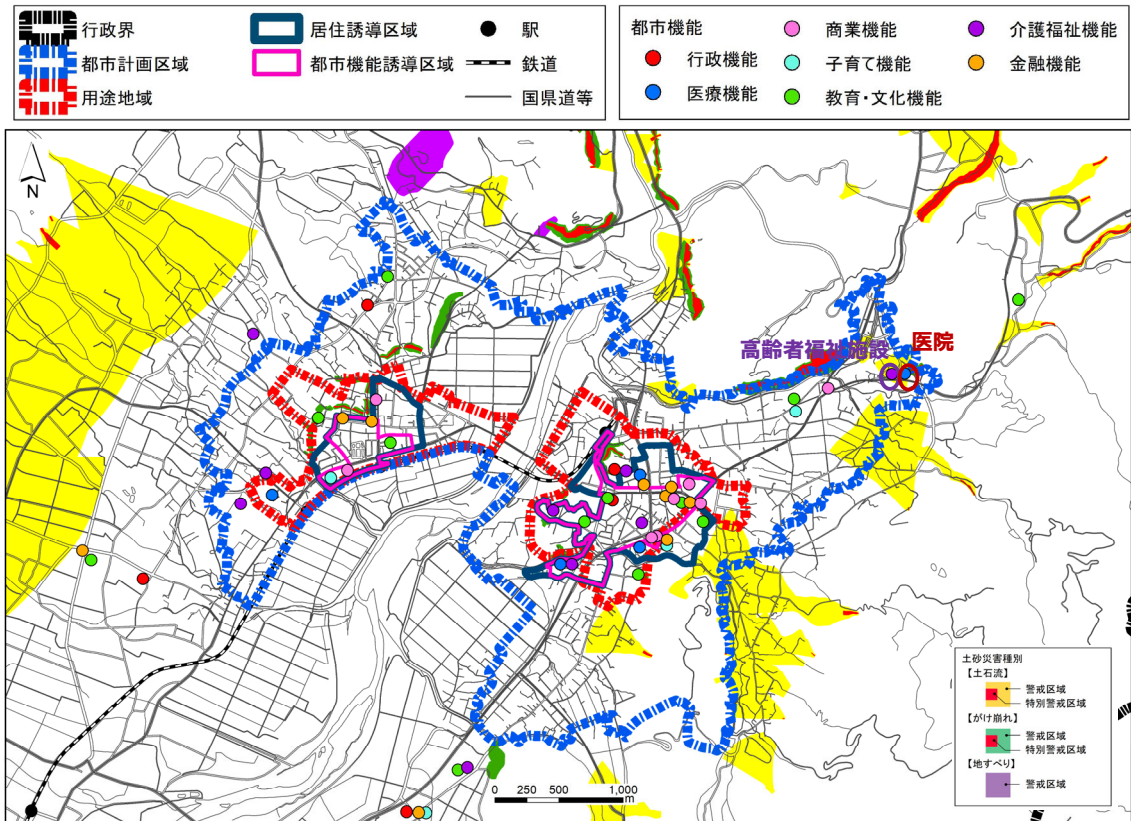 行政界
都市計画区域
用途地域
居住誘導区域
都市機能誘導区域
駅
鉄道
国県道等
都市機能
行政機能
医療機能
商業機能
子育て機能
教育・文化機能
介護福祉機能
金融機能
N
高齢者福祉施設
医院
土砂災害種別
【土石流】
警戒区域
特別警戒区域
【がけ崩れ】
警戒区域
特別警戒区域
【地すべり】
警戒区域
0 250 500 1,000
m